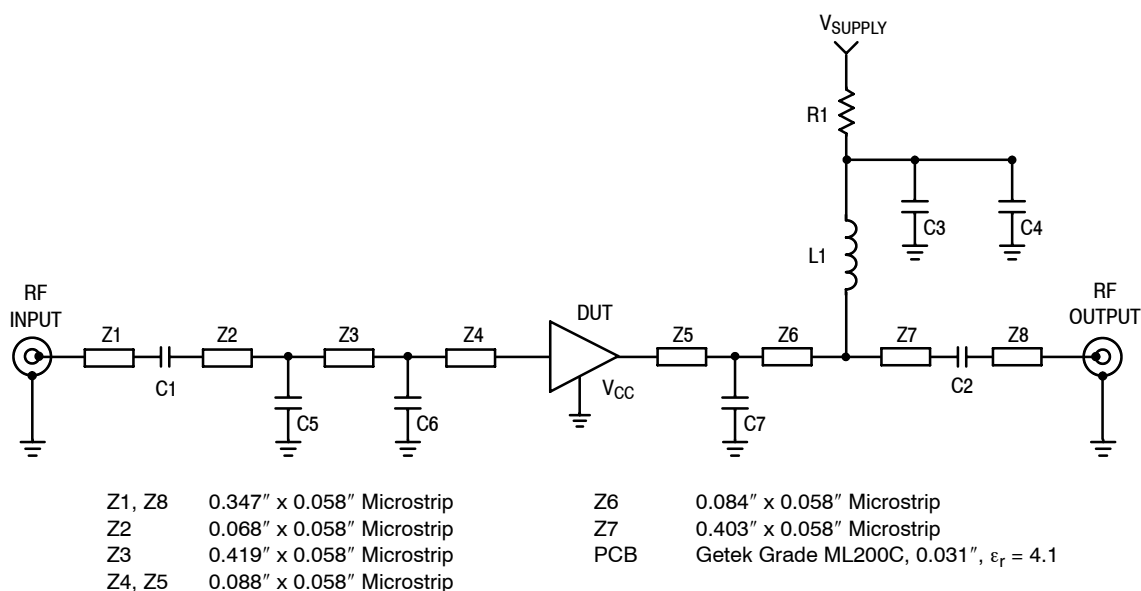 VSUPPLY
R1
C3
C4
L1
RF
INPUT
Z1
C1
Z2
C5
Z3
C6
Z4
DUT
VCC
Z5
C7
Z6
Z7
C2
Z8
RF
OUTPUT
Z1, Z8 0.347″ x 0.058″ Microstrip
Z2 0.068″ x 0.058″ Microstrip
Z3 0.419″ x 0.058″ Microstrip
Z4, Z5 0.088″ x 0.058″ Microstrip
Z6 0.084″ x 0.058″ Microstrip
Z7 0.403″ x 0.058″ Microstrip
PCB Getek Grade ML200C, 0.031″, εr = 4.1